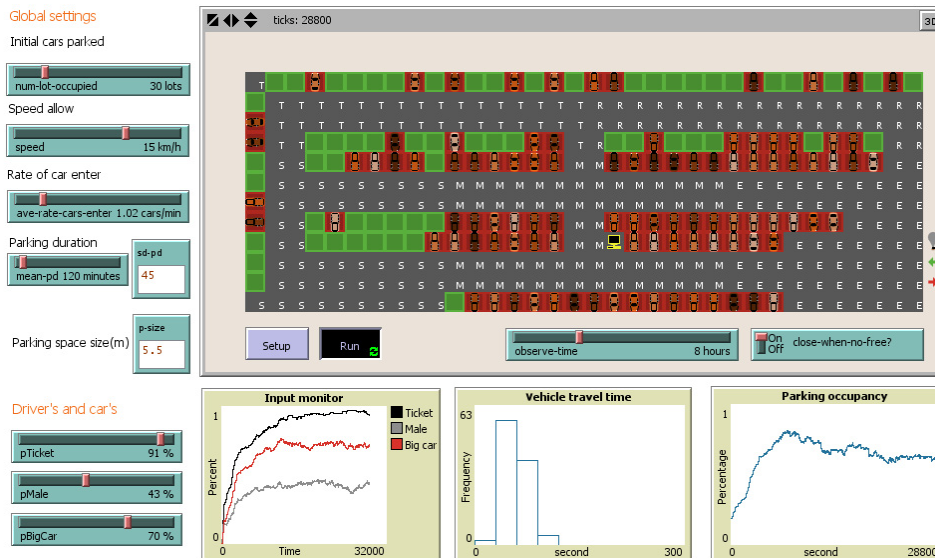 Global settings
Initial cars parked
num-lot-occupied 30 lots
Speed allow
speed 15 km/h
Rate of car enter
ave-rate-cars-enter 1.02 cars/min
Parking duration
mean-pd 120 minutes
sd-pd
45
Parking space size(m)
p-size
5.5
Driver's and car's
pTicket 91 %
pMale 43 %
pBigCar 70 %
ticks: 28800
3D
T
T T T T T T T T T T T T T T T T R R R R R R R R R R R R R R R R R
T T T T T T T T T T T T T T T T R R R R R R R R R R R R R R R R R
Setup
Run
observe-time 8 hours
On
Off
close-when-no-free?
Input monitor
Percent
1
0
0 Time 32000
Ticket
Male
Big car
Vehicle travel time
Frequency
63
0
0 second 300
Parking occupancy
Percentage
1
0
0 second 28800